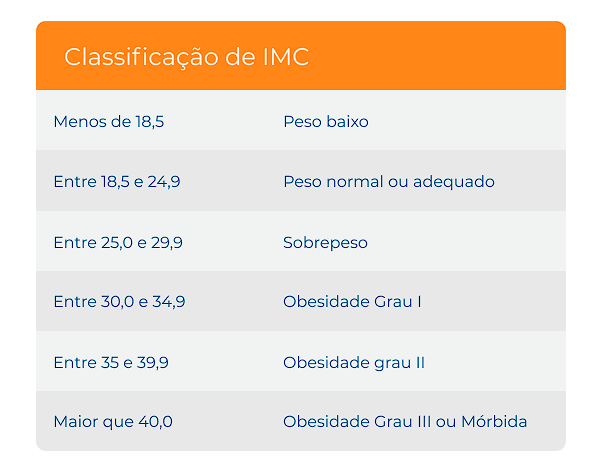 Classificação de IMC
Menos de 18,5 Peso baixo
Entre 18,5 e 24,9 Peso normal ou adequado
Entre 25,0 e 29,9 Sobrepeso
Entre 30,0 e 34,9 Obesidade Grau I
Entre 35 e 39,9 Obesidade grau II
Maior que 40,0 Obesidade Grau III ou Mórbida